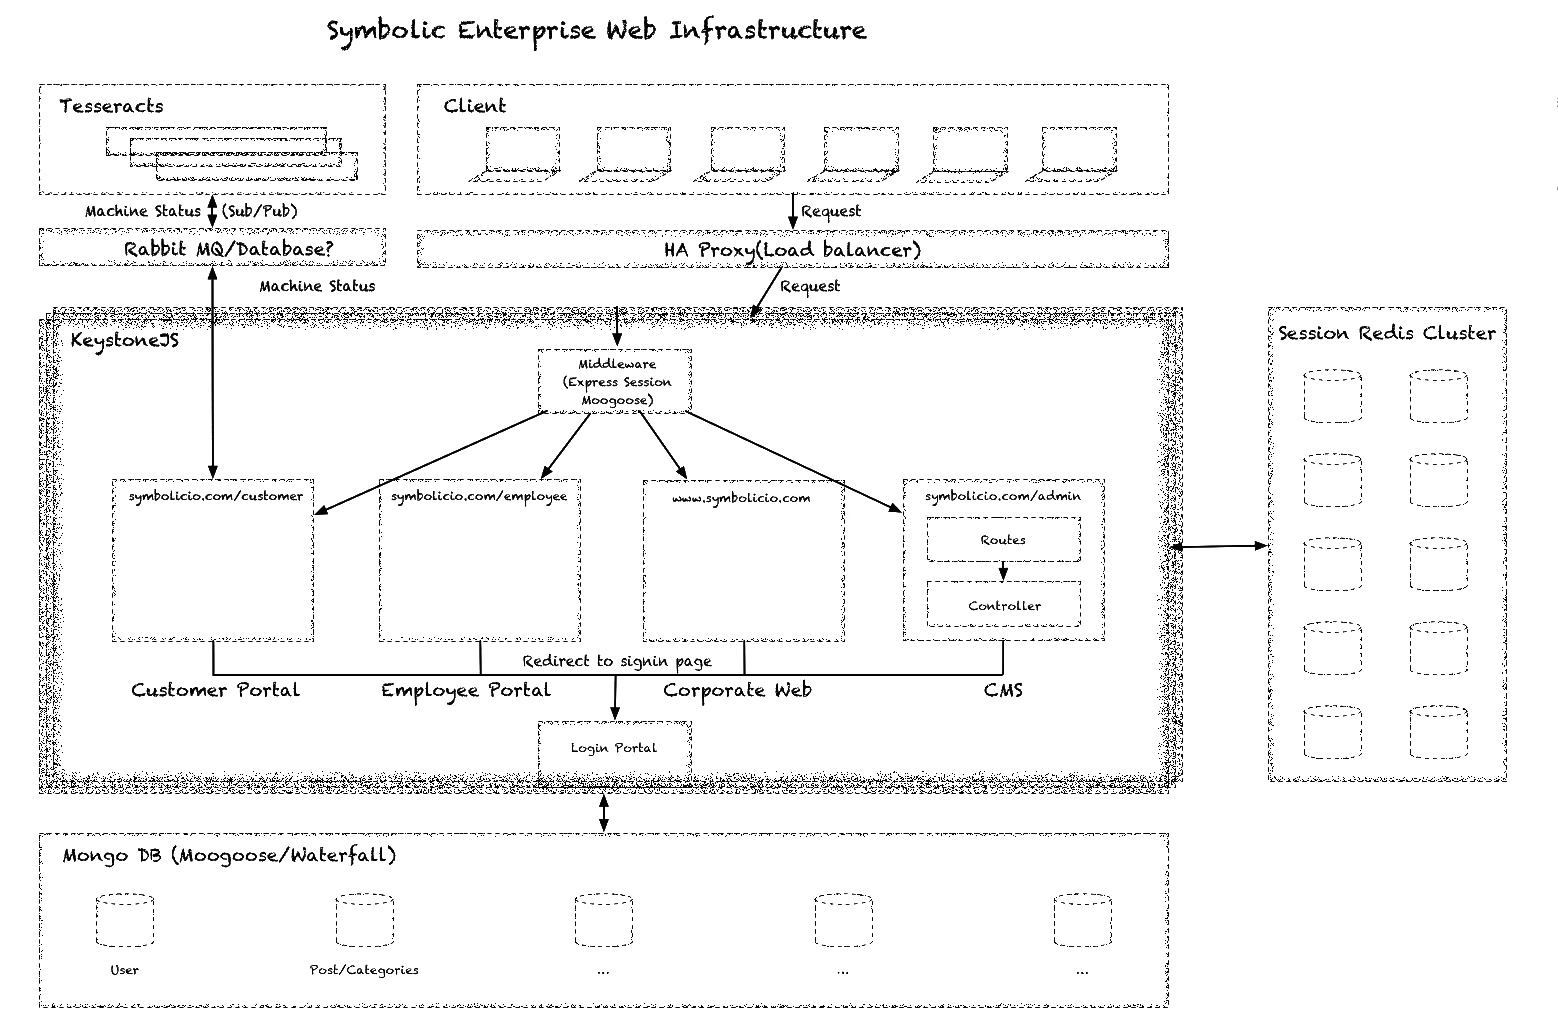 Symbolic Enterprise Web Infrastructure
Tesseracts
Client
Machine Status (Sub/Pub)
Request
Rabbit MQ/Database?
HA Proxy(Load balancer)
Machine Status
Request
KeystoneJS
Session Redis Cluster
Middleware
(Express Session
Moogoose)
symbolicio.com/customer
symbolicio.com/employee
www.symbolicio.com
symbolicio.com/admin
Routes
Controller
Redirect to signin page
Customer Portal
Employee Portal
Corporate Web
CMS
Login Portal
Mongo DB (Moogoose/Waterfall)
User
Post/Categories
...
...
...